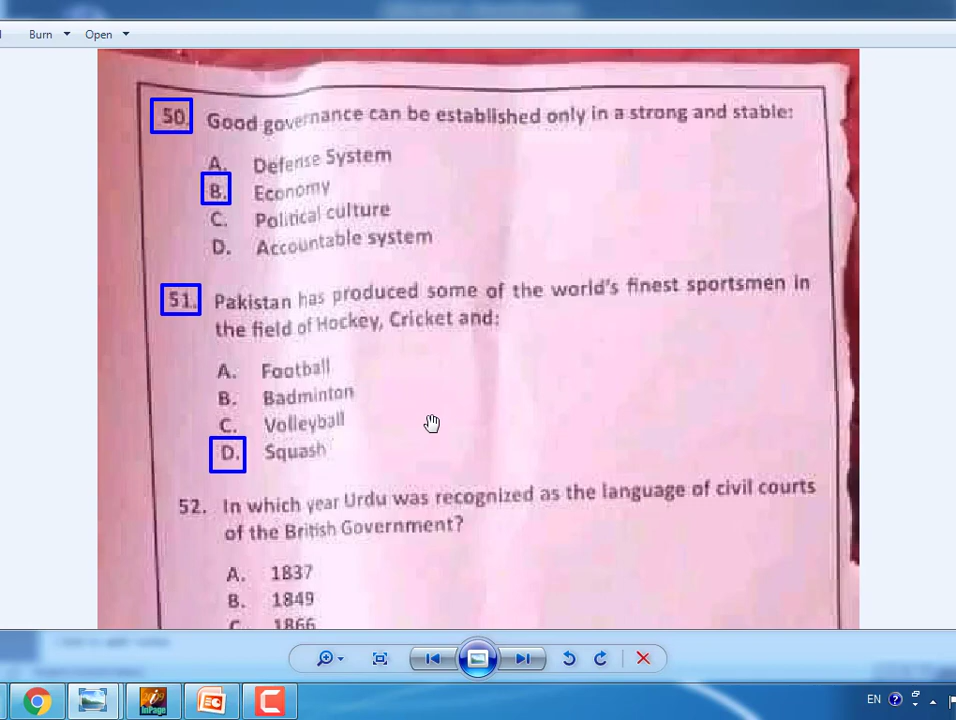 Burn Open
50. Good governance can be established only in a strong and stable:
A. Defense System
B. Economy
C. Political culture
D. Accountable system
51. Pakistan has produced some of the world's finest sportsmen in
the field of Hockey, Cricket and:
A. Football
B. Badminton
C. Volleyball
D. Squash
52. In which year Urdu was recognized as the language of civil courts
of the British Government?
A. 1837
B. 1849
C. 1866
InPage
EN